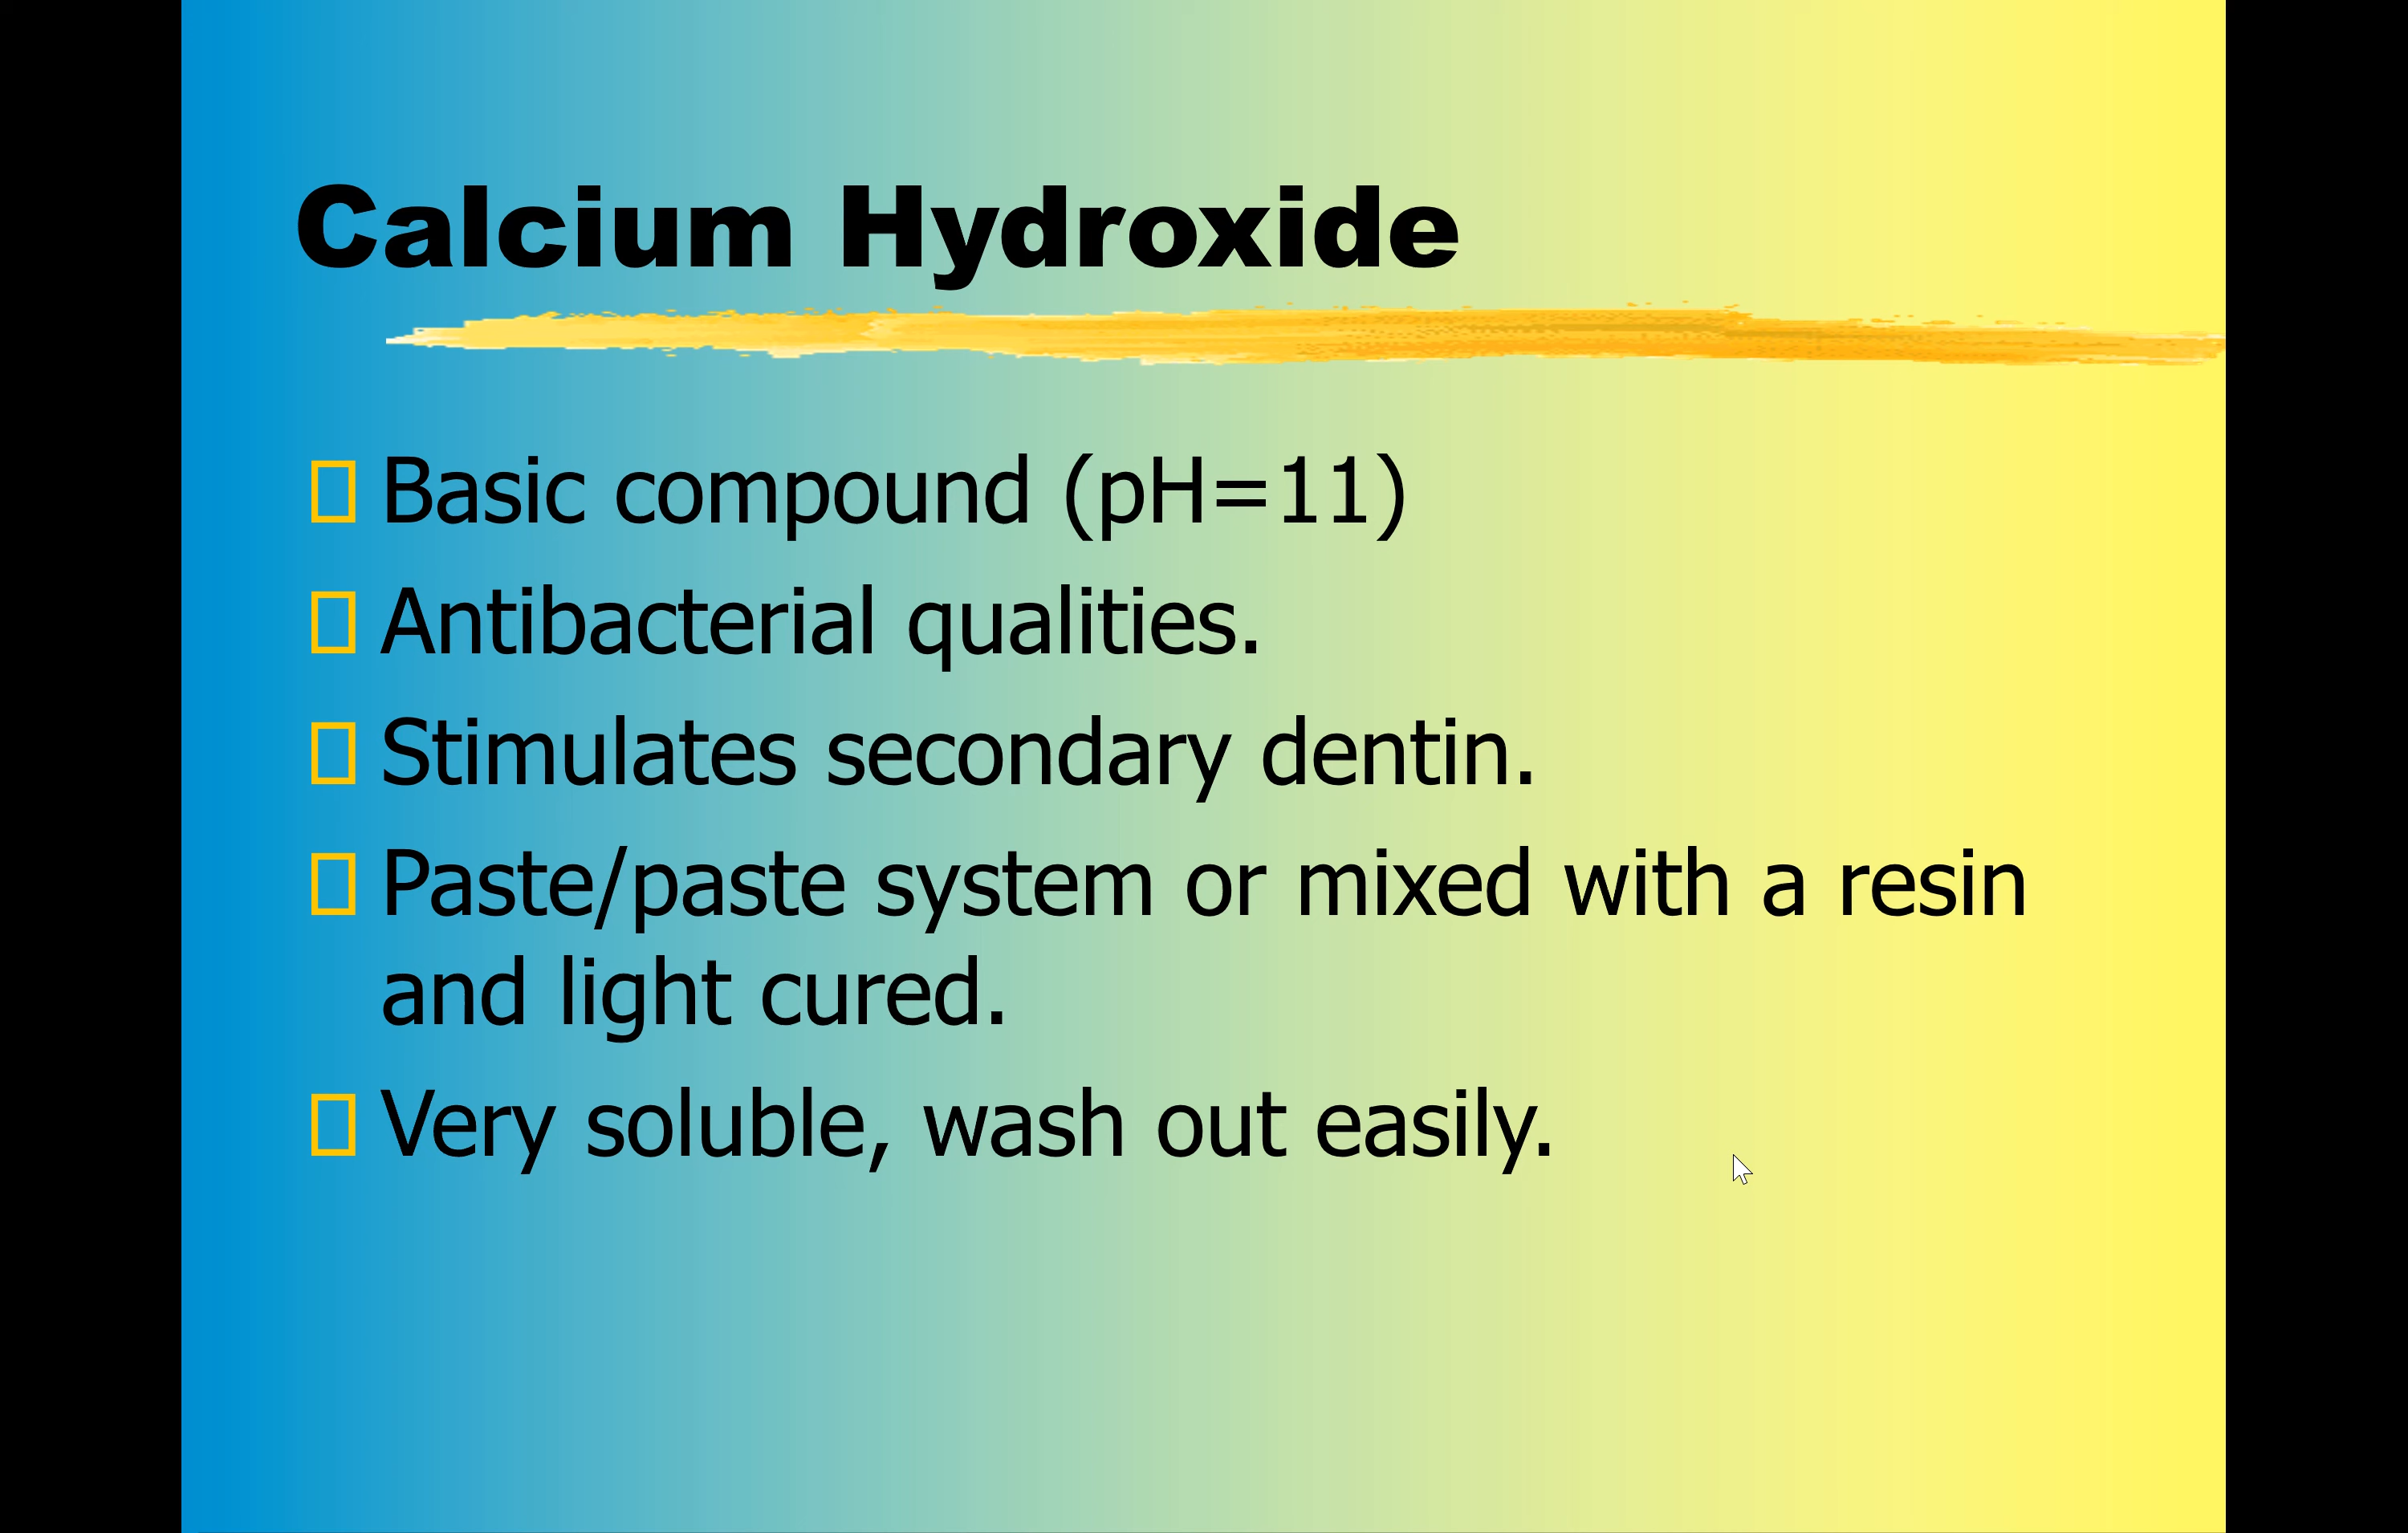 Calcium Hydroxide
Basic compound (pH=11)
Antibacterial qualities.
Stimulates secondary dentin.
Paste/paste system or mixed with a resin
and light cured.
Very soluble, wash out easily.